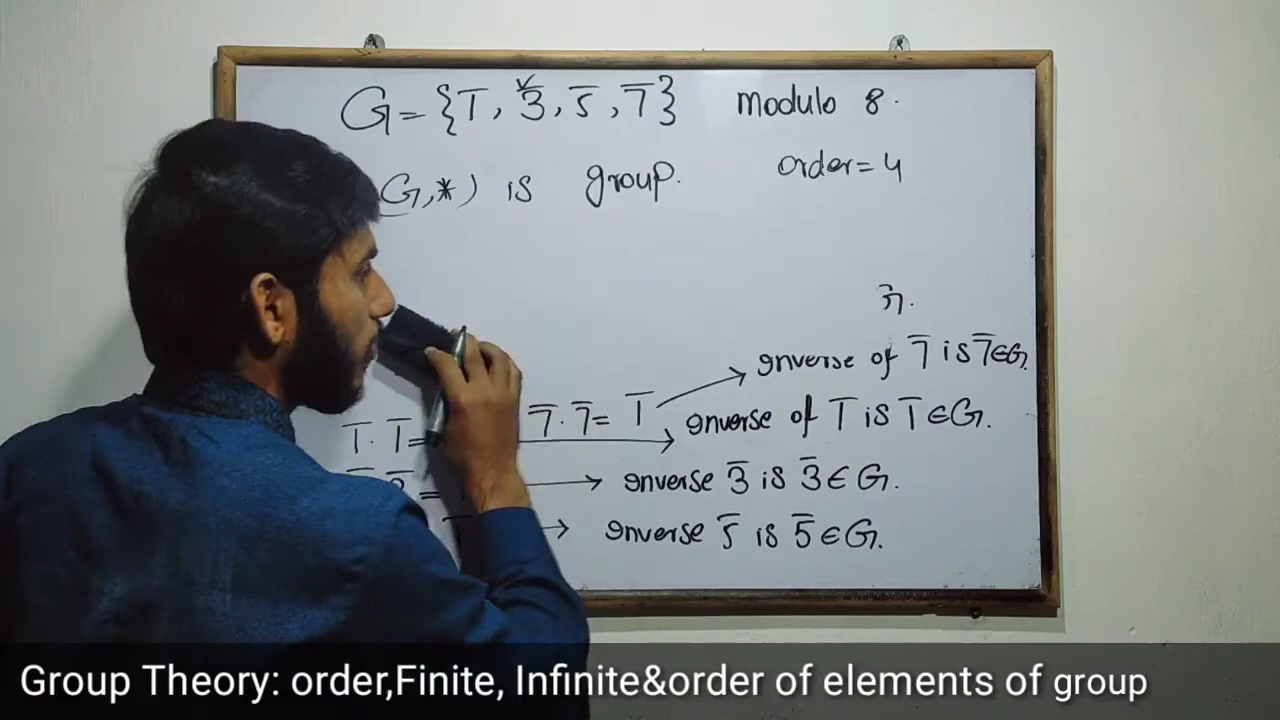 G = {1̅, 3̅, 5̅, 7̅} modulo 8.
(G,*) is group. order = 4
Inverse of 7̅ is 7̅ ∈ G.
1̅ . 1̅ = 7̅ . 7̅ = 1̅ Inverse of 1̅ is 1̅ ∈ G.
= Inverse 3̅ is 3̅ ∈ G.
Inverse 5̅ is 5̅ ∈ G.
Group Theory: order,Finite, Infinite&order of elements of group